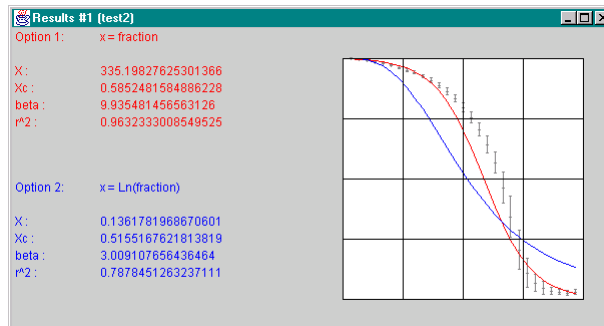 Results #1 (test2)
Option 1: x = fraction
X : 335.19827625301366
Xc : 0.5852481584886228
beta : 9.935481456563126
r^2 : 0.9632333008549525
Option 2: x = Ln(fraction)
X : 0.1361781968670601
Xc : 0.5155167621813819
beta : 3.009107656436464
r^2 : 0.7878451263237111